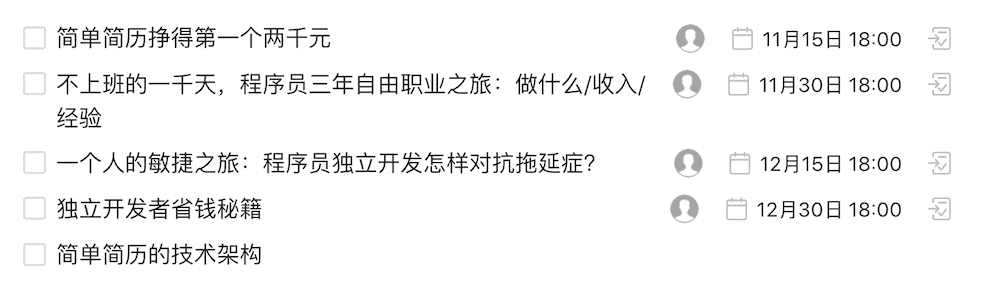 简单简历挣得第一个两千元 11月15日 18:00
不上班的一千天，程序员三年自由职业之旅：做什么/收入/ 11月30日 18:00
经验
一个人的敏捷之旅：程序员独立开发怎样对抗拖延症？ 12月15日 18:00
独立开发者省钱秘籍 12月30日 18:00
简单简历的技术架构